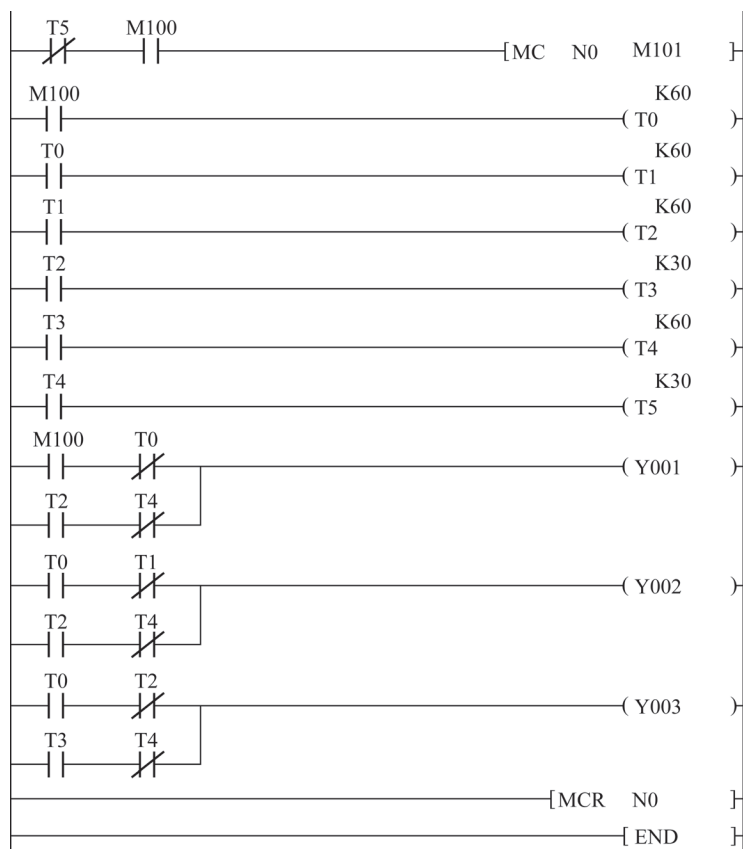 T5 M100
[MC N0 M101 ]
M100 K60
(T0 )
T0 K60
(T1 )
T1 K60
(T2 )
T2 K30
(T3 )
T3 K60
(T4 )
T4 K30
(T5 )
M100 T0
(Y001 )
T2 T4
T0 T1
(Y002 )
T2 T4
T0 T2
(Y003 )
T3 T4
[MCR N0 ]
[END ]